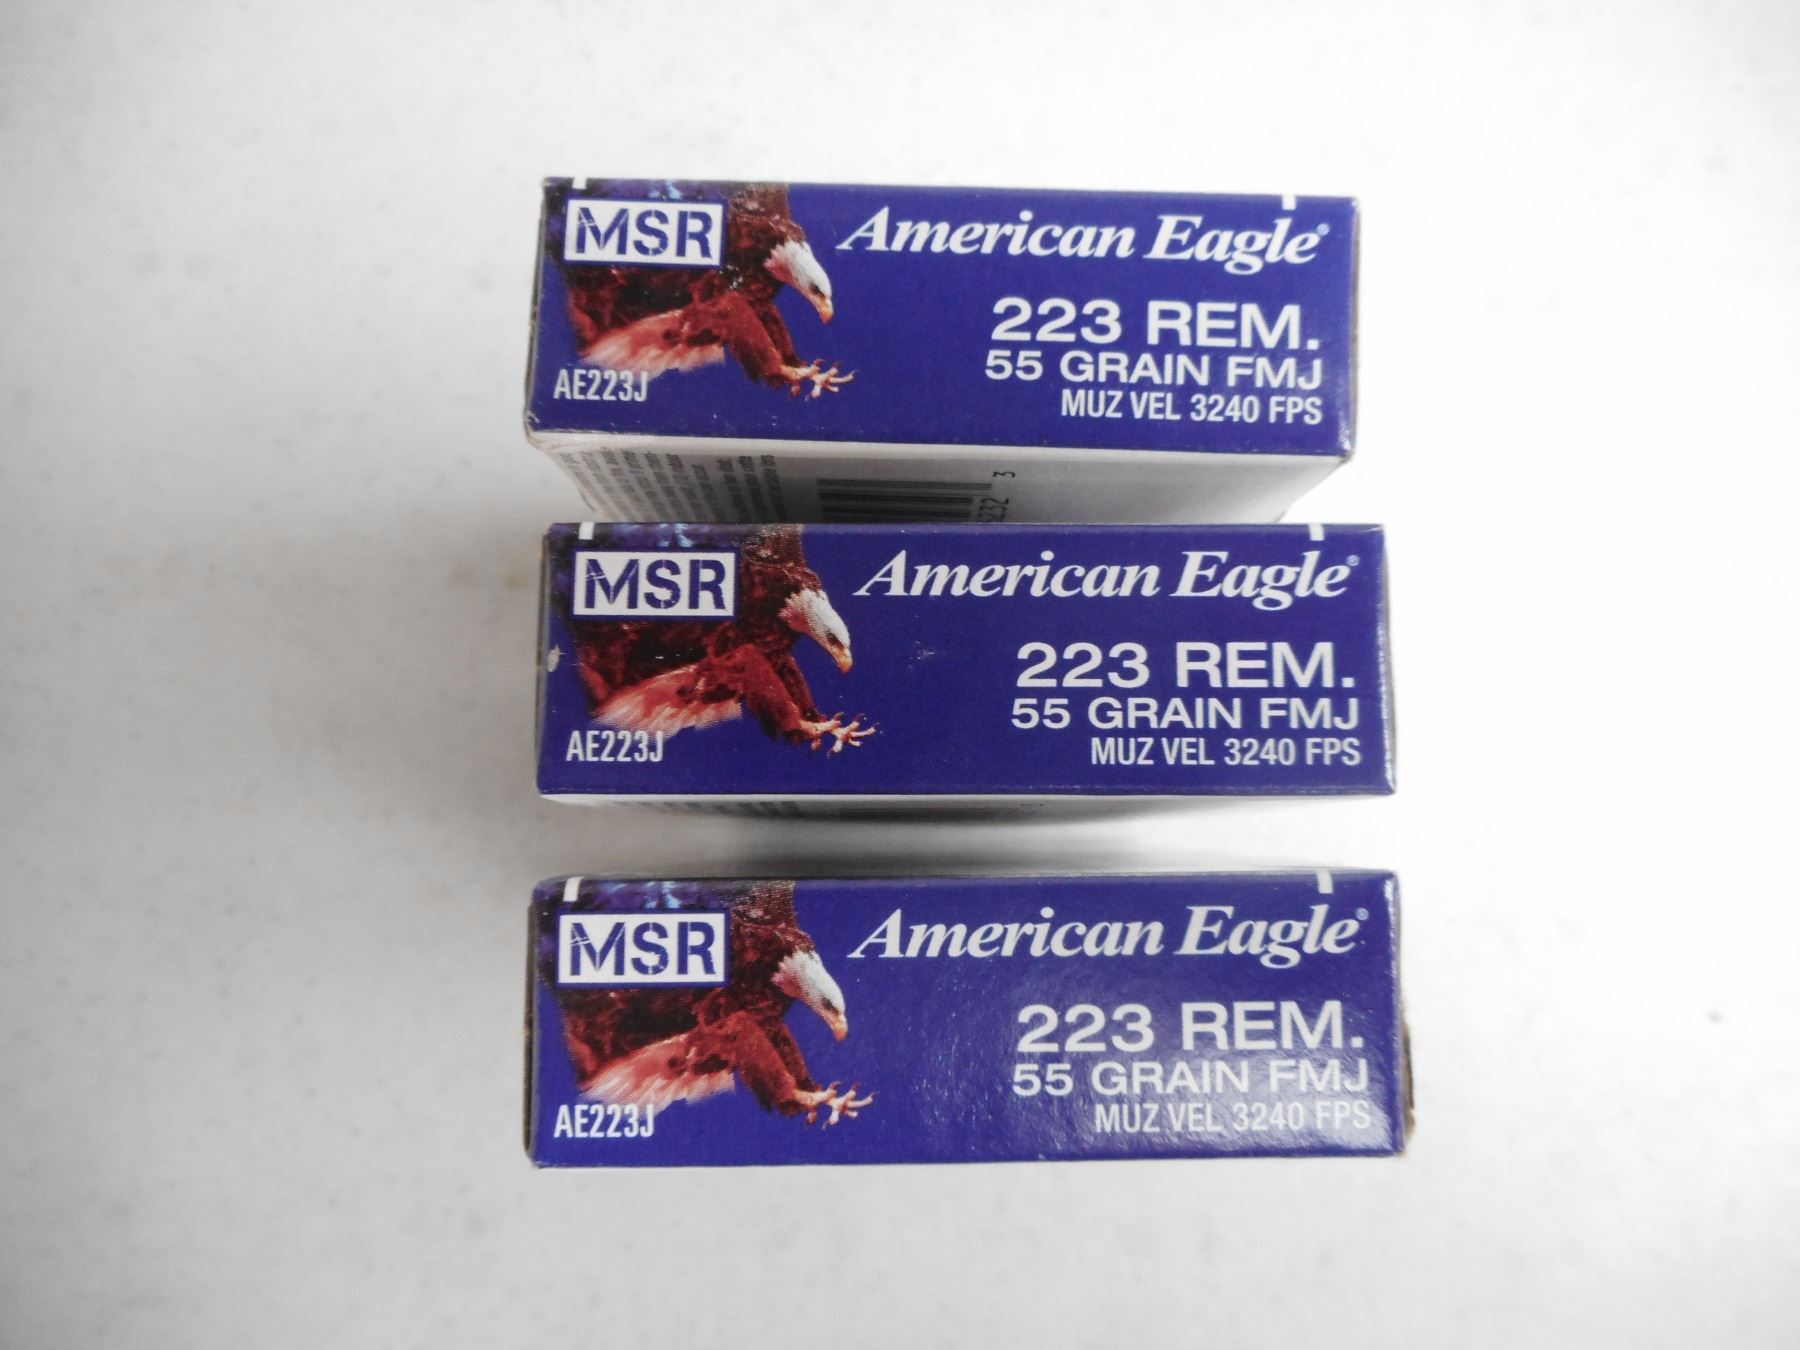 MSR
American Eagle®
223 REM.
55 GRAIN FMJ
MUZ VEL 3240 FPS
AE223J
3
MSR
American Eagle®
223 REM.
55 GRAIN FMJ
MUZ VEL 3240 FPS
AE223J
MSR
American Eagle®
223 REM.
55 GRAIN FMJ
MUZ VEL 3240 FPS
AE223J